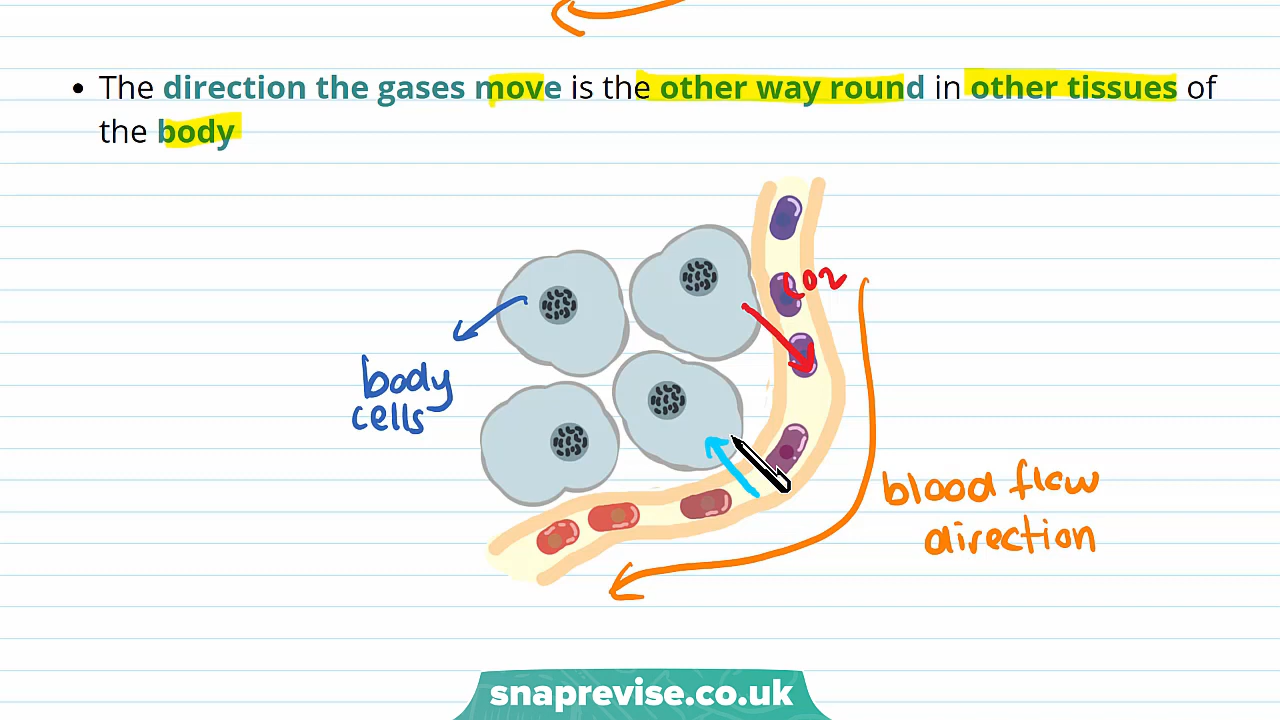 • The direction the gases move is the other way round in other tissues of
the body
CO2
body
cells
blood flow
direction
snaprevise.co.uk